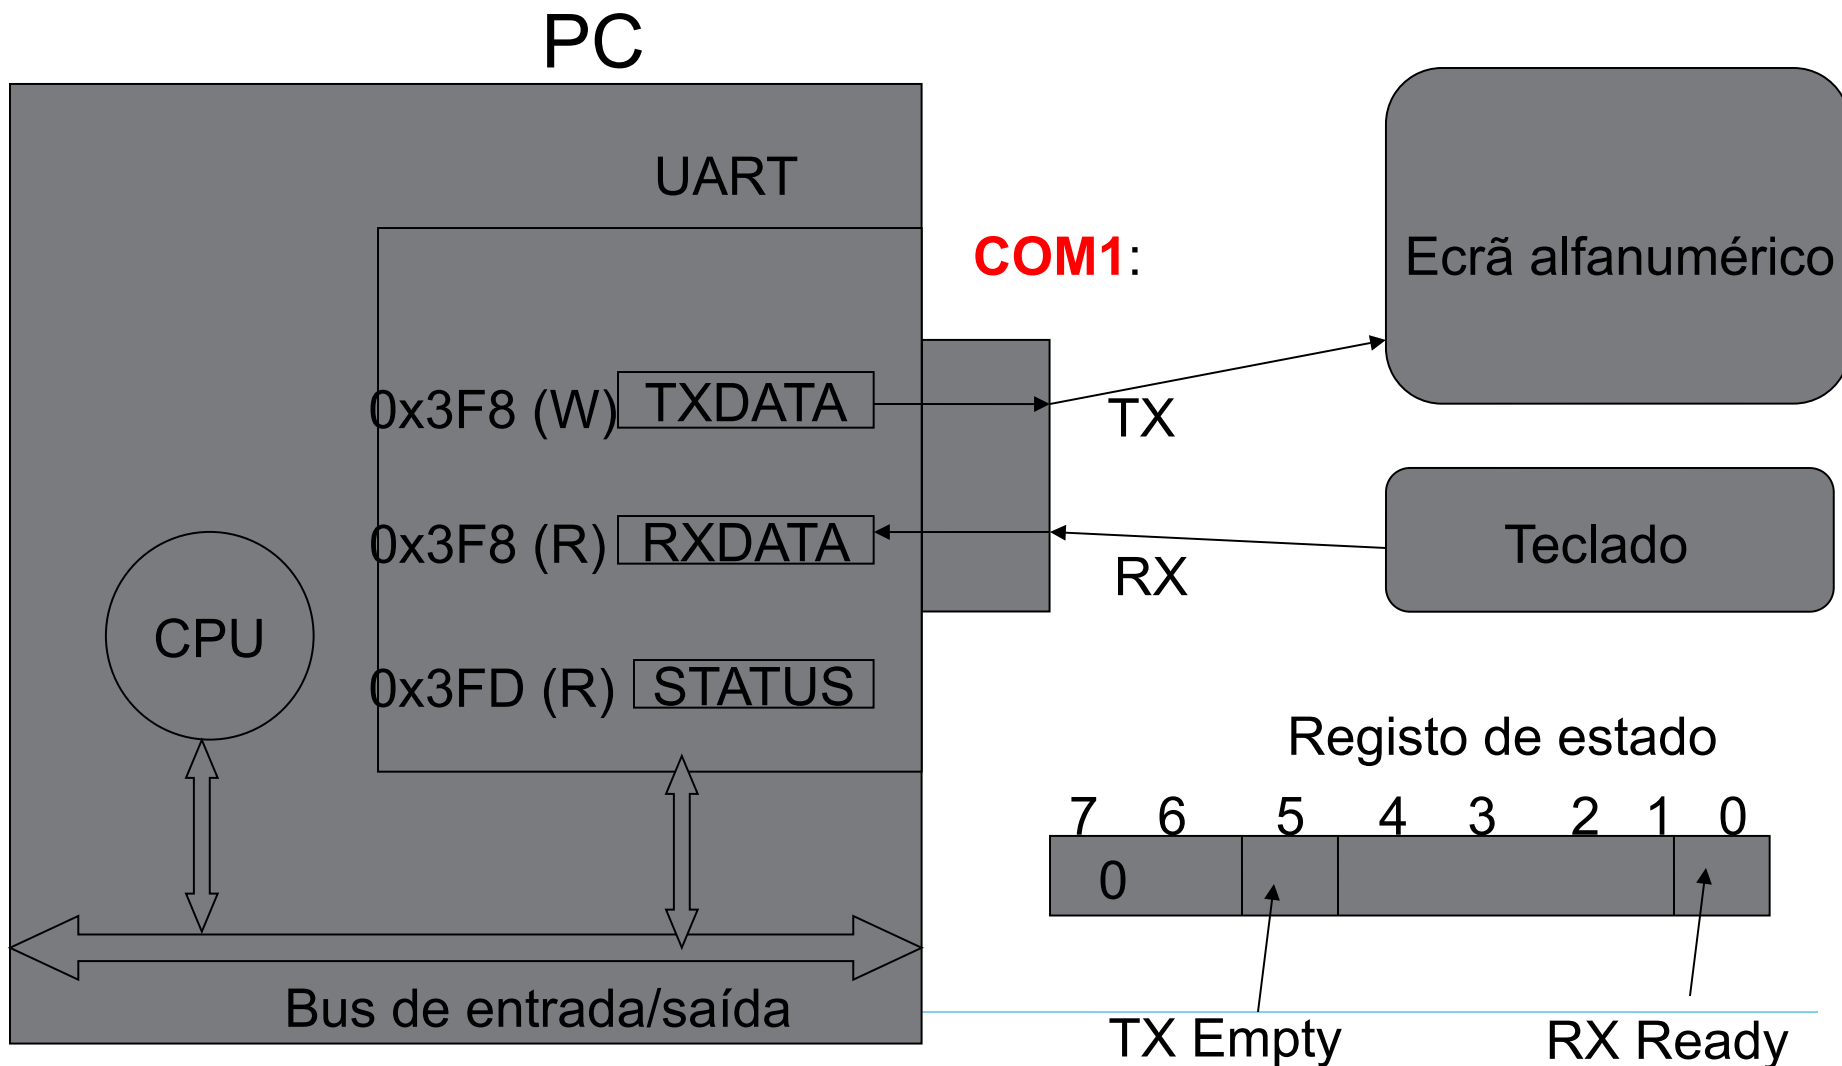 PC
UART
COM1:
Ecrã alfanumérico
0x3F8 (W) TXDATA
TX
0x3F8 (R) RXDATA
RX
Teclado
CPU
0x3FD (R) STATUS
Registo de estado
7 6 5 4 3 2 1 0
0
Bus de entrada/saída
TX Empty
RX Ready